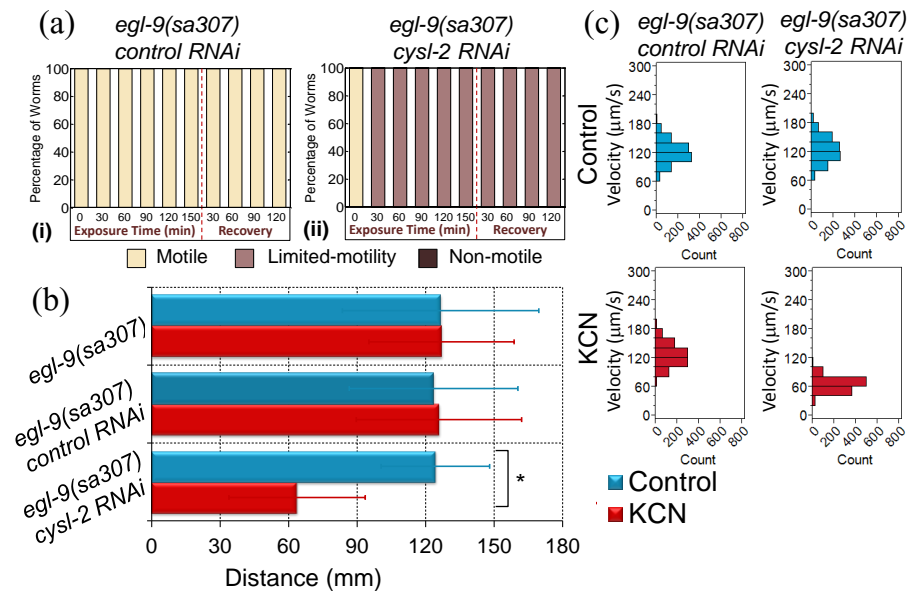 (a)
egl-9(sa307)
control RNAi
egl-9(sa307)
cysl-2 RNAi
Percentage of Worms
100
80
60
40
20
0
0 30 60 90 120 150 30 60 90 120
Exposure Time (min) Recovery
(i)
Percentage of Worms
100
80
60
40
20
0
0 30 60 90 120 150 30 60 90 120
Exposure Time (min) Recovery
(ii)
Motile Limited-motility Non-motile
(b)
egl-9(sa307)
egl-9(sa307)
control RNAi
egl-9(sa307)
cysl-2 RNAi
*
0 30 60 90 120 150 180
Distance (mm)
(c)
egl-9(sa307)
control RNAi
egl-9(sa307)
cysl-2 RNAi
Control
Velocity (µm/s)
300
240
180
120
60
0
0 200 400 600 800
Count
Velocity (µm/s)
300
240
180
120
60
0
0 200 400 600 800
Count
KCN
Velocity (µm/s)
300
240
180
120
60
0
0 200 400 600 800
Count
Velocity (µm/s)
300
240
180
120
60
0
0 200 400 600 800
Count
Control
KCN